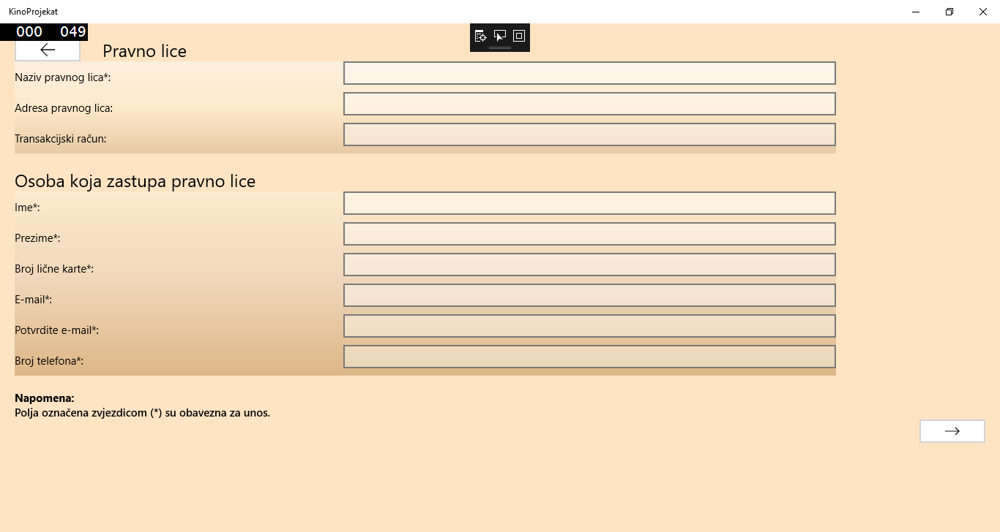 KinoProjekat
000 049
Pravno lice
Naziv pravnog lica*:
Adresa pravnog lica:
Transakcijski račun:
Osoba koja zastupa pravno lice
Ime*:
Prezime*:
Broj lične karte*:
E-mail*:
Potvrdite e-mail*:
Broj telefona*:
Napomena:
Polja označena zvjezdicom (*) su obavezna za unos.